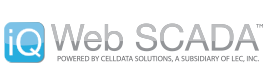 iQ Web SCADA™
POWERED BY CELLDATA SOLUTIONS, A SUBSIDIARY OF LEC, INC.